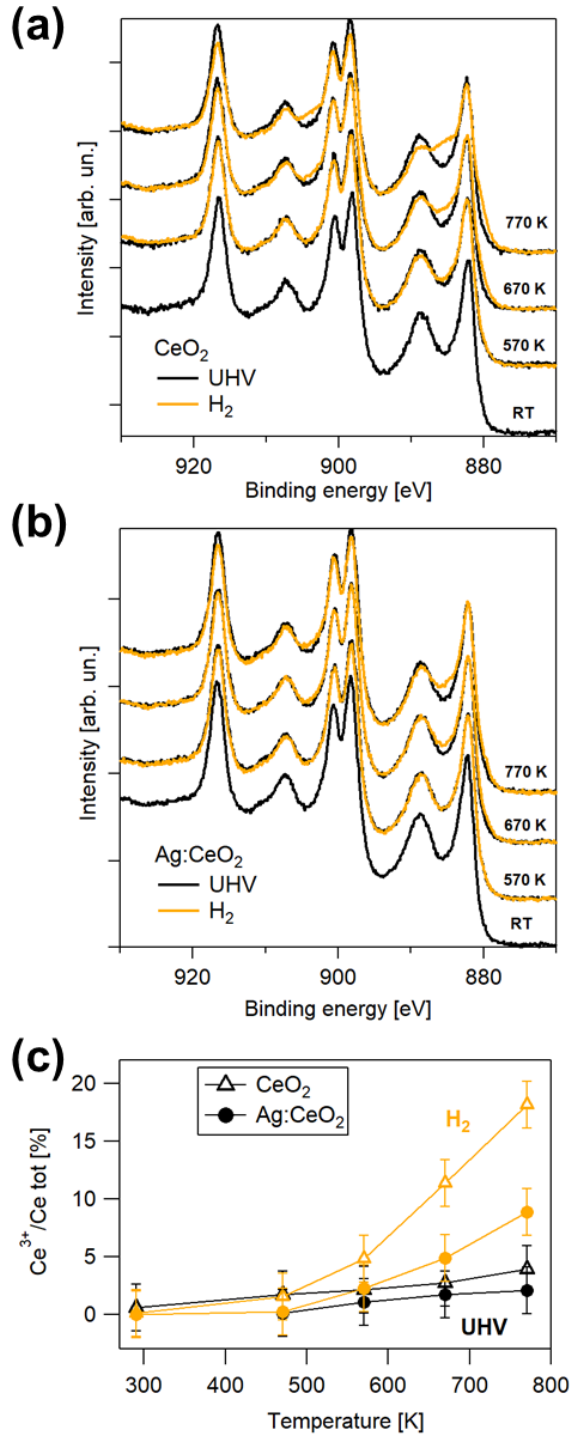 (a)
Intensity [arb. un.]
770 K
670 K
570 K
RT
CeO₂
UHV
H₂
920
900
880
Binding energy [eV]
(b)
Intensity [arb. un.]
770 K
670 K
570 K
RT
Ag:CeO₂
UHV
H₂
920
900
880
Binding energy [eV]
(c)
Ce³⁺/Ce tot [%]
20
15
10
5
0
CeO₂
Ag:CeO₂
H₂
UHV
300
400
500
600
700
800
Temperature [K]